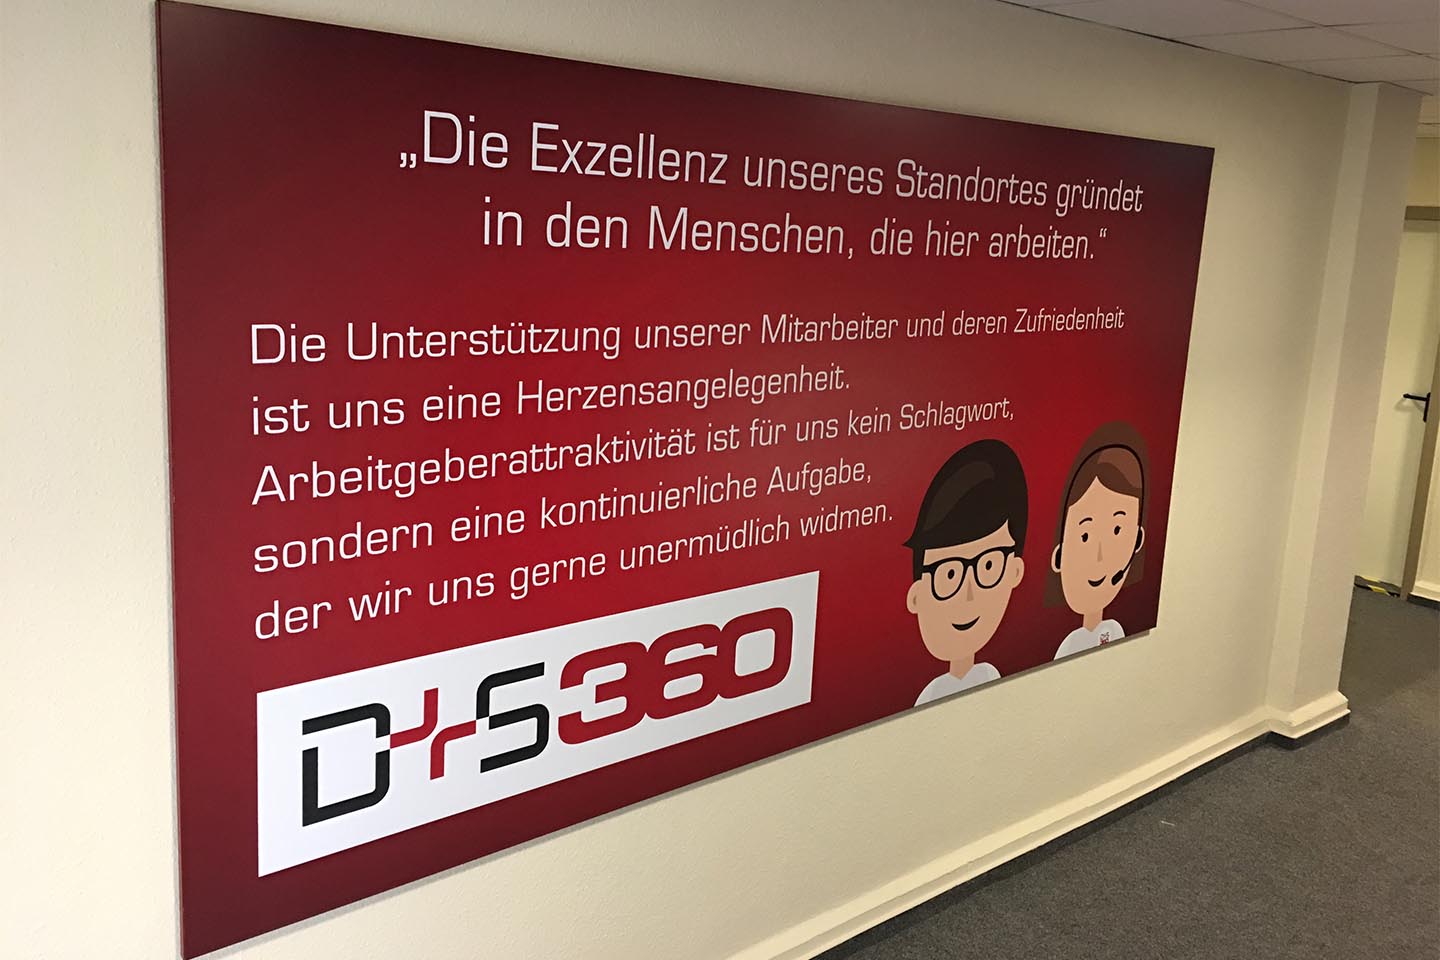 „Die Exzellenz unseres Standortes gründet
in den Menschen, die hier arbeiten.“
Die Unterstützung unserer Mitarbeiter und deren Zufriedenheit
ist uns eine Herzensangelegenheit.
Arbeitgeberattraktivität ist für uns kein Schlagwort,
sondern eine kontinuierliche Aufgabe,
der wir uns gerne unermüdlich widmen.
D+S360